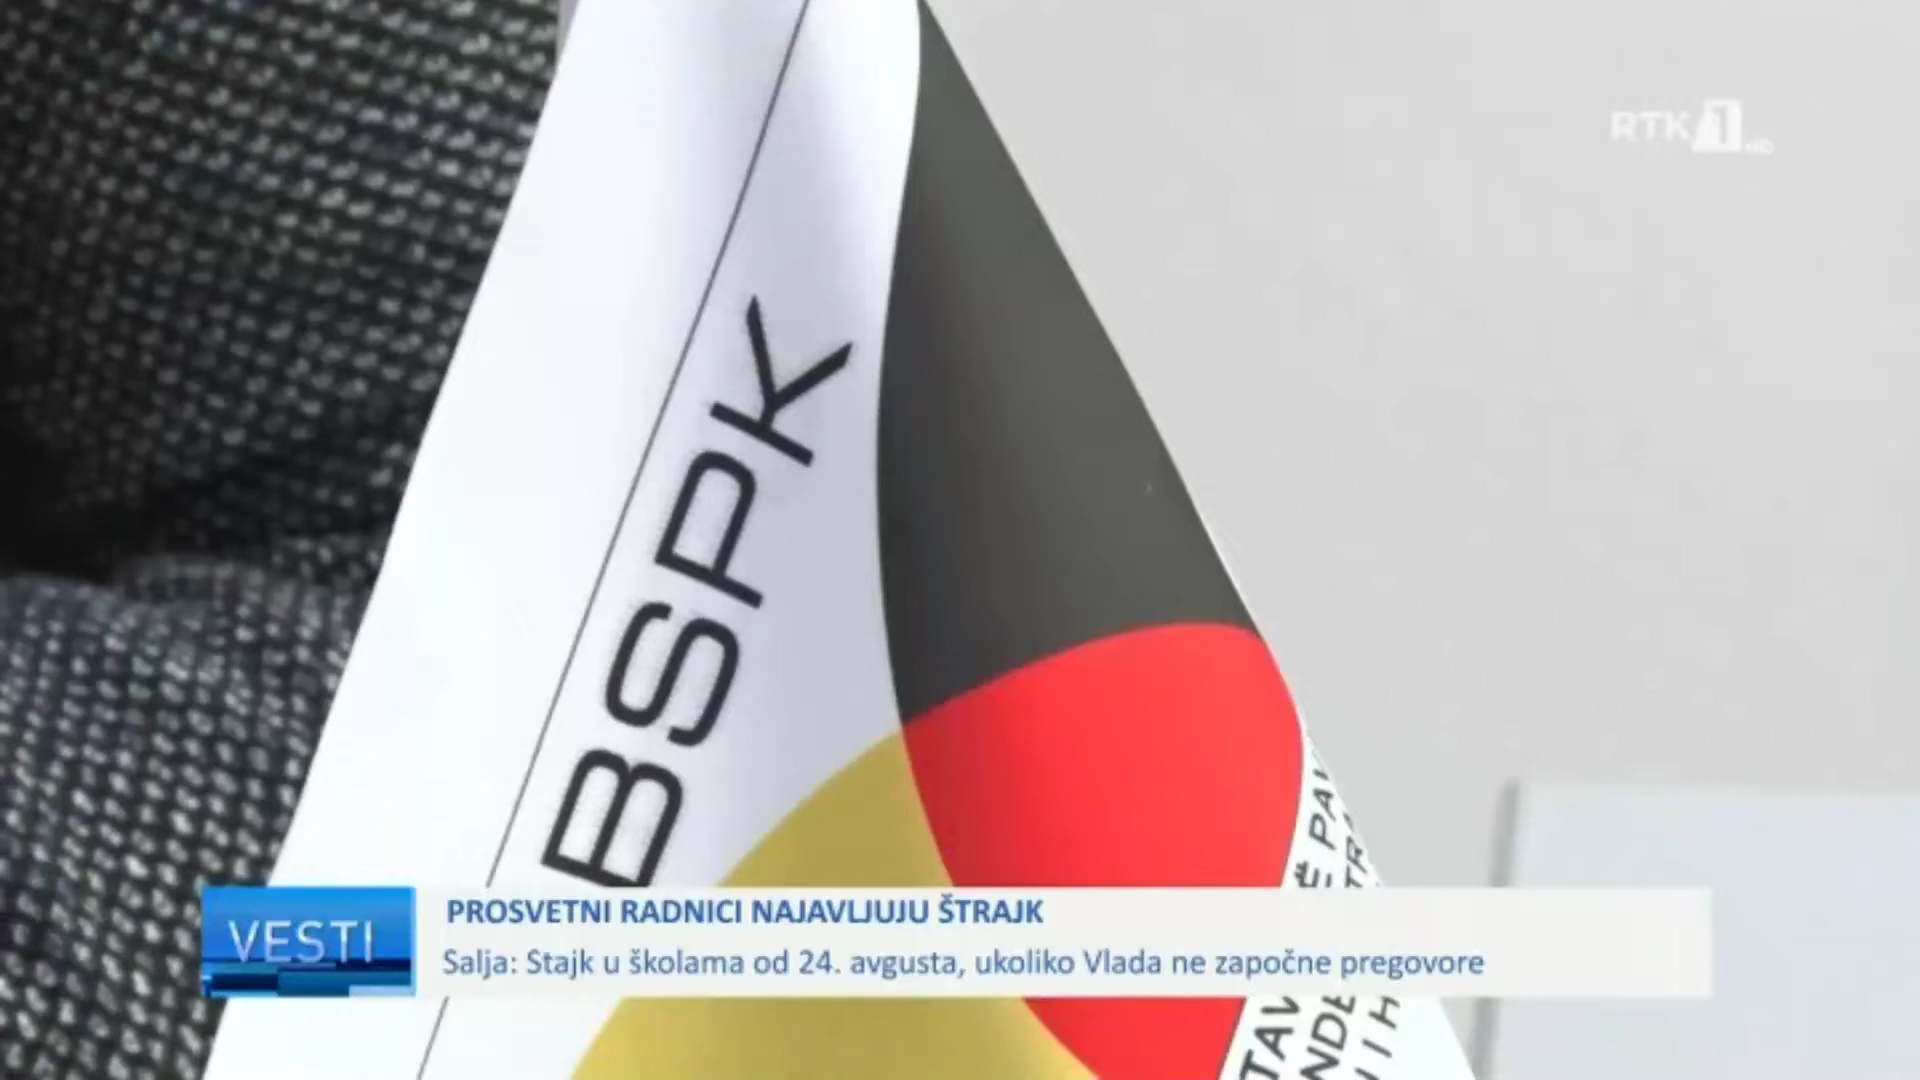 RTK 1 HD
BSPK
VESTI
PROSVETNI RADNICI NAJAVLJUJU ŠTRAJK
Salja: Stajk u školama od 24. avgusta, ukoliko Vlada ne započne pregovore